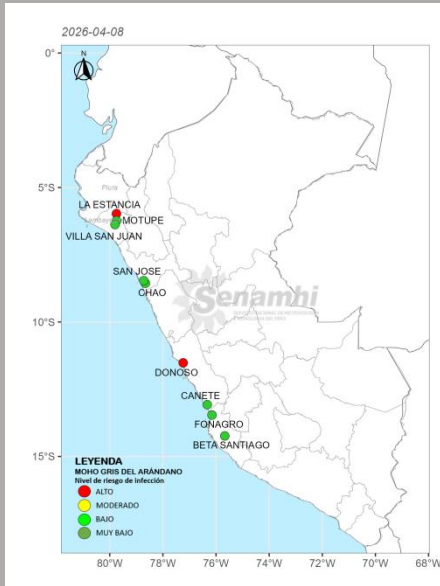 2026-04-08
N
0°
5°S
10°S
15°S
Piura
LA ESTANCIA
MOTUPE
VILLA SAN JUAN
SAN JOSE
CHAO
Senamhi
DONOSO
CANETE
FONAGRO
BETA SANTIAGO
LEYENDA
MOHO GRIS DEL ARÁNDANO
Nivel de riesgo de infección
ALTO
MODERADO
BAJO
MUY BAJO
80°W
78°W
76°W
74°W
72°W
70°W
68°W